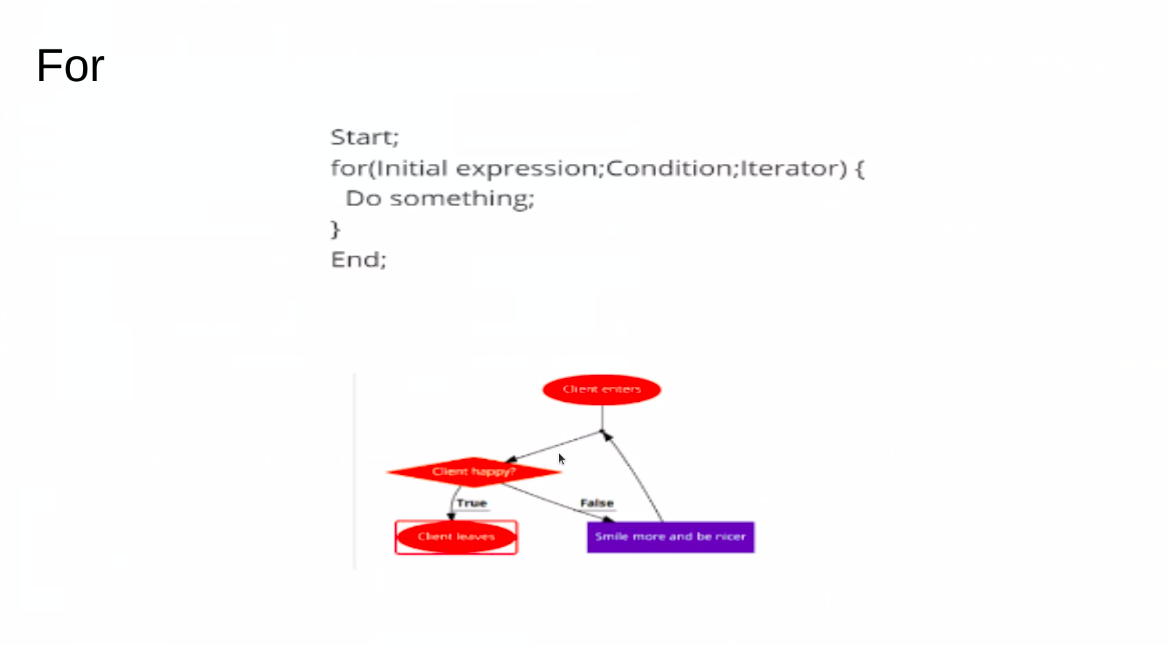 For
Start;
for(Initial expression;Condition;Iterator) {
Do something;
}
End;
Client enters
Client happy?
True
False
Client leaves
Smile more and be nicer